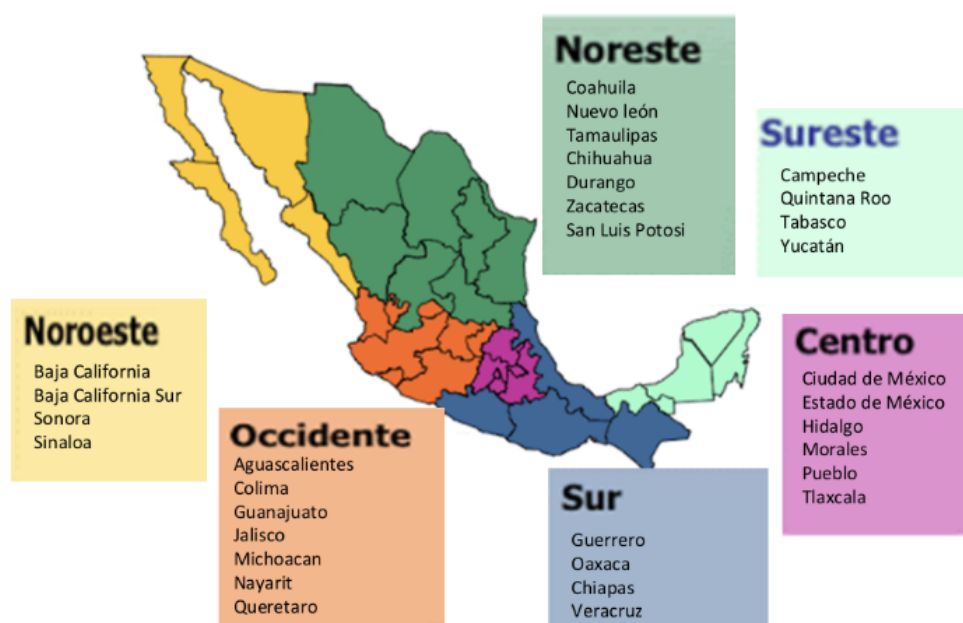 Noreste
Coahuila
Nuevo león
Tamaulipas
Chihuahua
Durango
Zacatecas
San Luis Potosi
Sureste
Campeche
Quintana Roo
Tabasco
Yucatán
Noroeste
Baja California
Baja California Sur
Sonora
Sinaloa
Centro
Ciudad de México
Estado de México
Hidalgo
Morales
Pueblo
Tlaxcala
Occidente
Aguascalientes
Colima
Guanajuato
Jalisco
Michoacan
Nayarit
Queretaro
Sur
Guerrero
Oaxaca
Chiapas
Veracruz